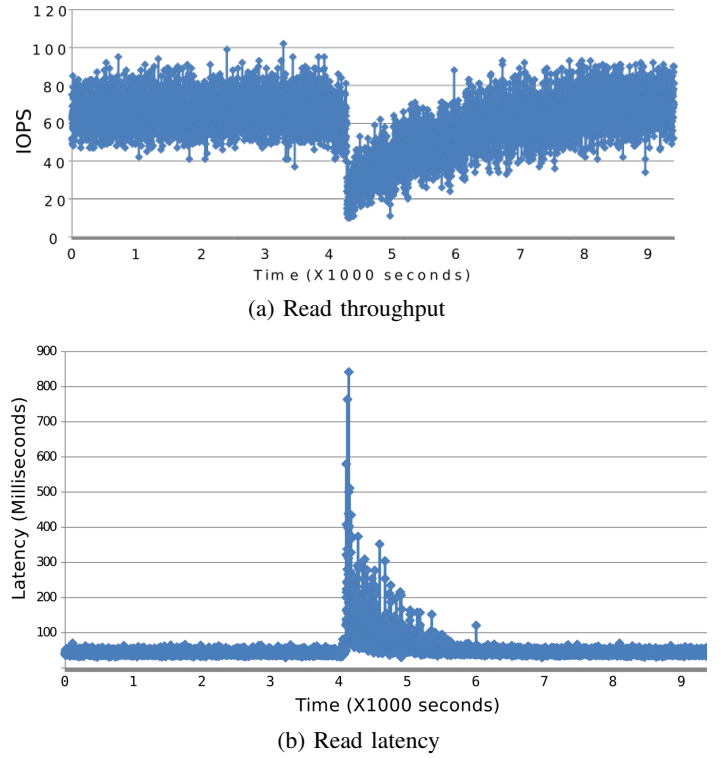 120
100
80
60
40
20
0
IOPS
0 1 2 3 4 5 6 7 8 9
Time (X1000 seconds)
(a) Read throughput
900
800
700
600
500
400
300
200
100
Latency (Milliseconds)
0 1 2 3 4 5 6 7 8 9
Time (X1000 seconds)
(b) Read latency